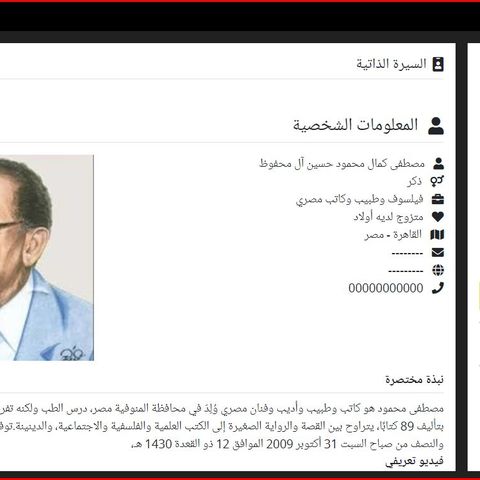 السيرة الذاتية
المعلومات الشخصية
مصطفى كمال محمود حسين آل محفوظ
ذكر
فيلسوف وطبيب وكاتب مصري
متزوج لديه أولاد
القاهرة - مصر
--------
---------
00000000000
نبذة مختصرة
مصطفى محمود هو كاتب وطبيب وأديب وفنان مصري وُلِدَ في محافظة المنوفية مصر، درس الطب ولكنه تفر
بتأليف 89 كتابًا، يتراوح بين القصة والرواية الصغيرة إلى الكتب العلمية والفلسفية والاجتماعية، والدينية.توف
والنصف من صباح السبت 31 أكتوبر 2009 الموافق 12 ذو القعدة 1430 هـ،
فيديو تعريفي